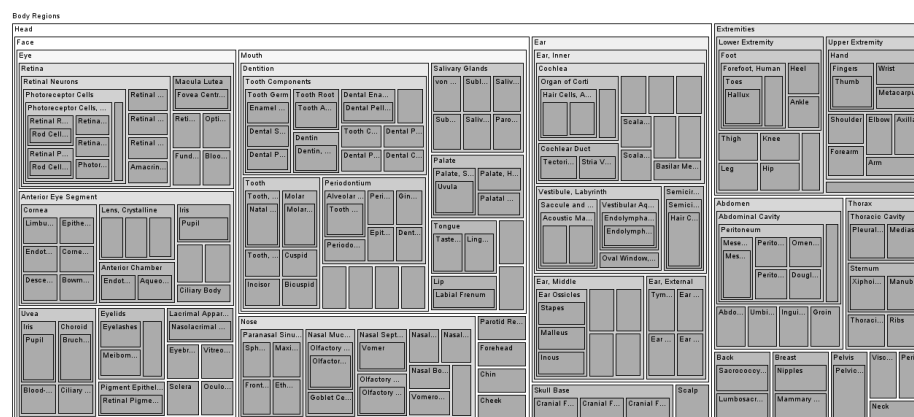 Body Regions
Head
Face
Eye
Retina
Retinal Neurons
Photoreceptor Cells
Photoreceptor Cells, ...
Retinal R...
Rod Cell...
Retinal P...
Rod Cell...
Retina...
Retina...
Photor...
Retinal ...
Retinal ...
Retinal ...
Amacrin...
Macula Lutea
Fovea Centr...
Reti...
Opti...
Fund...
Bloo...
Anterior Eye Segment
Cornea
Limbu...
Epithe...
Endot...
Corne...
Desce...
Bowm...
Lens, Crystalline
Anterior Chamber
Endot...
Aqueo...
Iris
Pupil
Ciliary Body
Uvea
Iris
Pupil
Choroid
Bruch...
Blood-...
Ciliary ...
Eyelids
Eyelashes
Meibom...
Pigment Epithel...
Retinal Pigme...
Lacrimal Appar...
Nasolacrimal ...
Eyebr...
Vitreo...
Sclera
Oculo...
Mouth
Dentition
Tooth Components
Tooth Germ
Enamel ...
Dental S...
Dental P...
Tooth Root
Tooth A...
Dentin
Dentin, ...
Dental Ena...
Dental Pell...
Tooth C...
Dental P...
Dental P...
Dental C...
Tooth
Tooth, ...
Natal ...
Molar
Molar...
Tooth, ...
Cuspid
Incisor
Bicuspid
Periodontium
Alveolar ...
Tooth ...
Periodo...
Peri...
Gin...
Epit...
Dent...
Salivary Glands
von ...
Subl...
Saliv...
Sub...
Saliv...
Paro...
Palate
Palate, S...
Uvula
Palate, H...
Palatal ...
Tongue
Taste...
Ling...
Lip
Labial Frenum
Nose
Paranasal Sinu...
Sph...
Maxi...
Front...
Eth...
Nasal Muc...
Olfactory ...
Olfactor...
Goblet Ce...
Nasal Sept...
Vomer
Olfactory ...
Olfactory ...
Nasal...
Nasal...
Nasal Bo...
Vomero...
Parotid Re...
Forehead
Chin
Cheek
Ear
Ear, Inner
Cochlea
Organ of Corti
Hair Cells, A...
Cochlear Duct
Tectori...
Stria V...
Scala...
Scala...
Basilar Me...
Vestibule, Labyrinth
Saccule and ...
Acoustic Ma...
Vestibular Aq...
Endolympha...
Endolymph...
Oval Window,...
Semicir...
Semici...
Hair C...
Ear, Middle
Ear Ossicles
Stapes
Malleus
Incus
Ear, External
Tym...
Ear ...
Ear ...
Ear ...
Skull Base
Cranial F...
Cranial F...
Cranial F...
Scalp
Extremities
Lower Extremity
Foot
Forefoot, Human
Toes
Hallux
Heel
Ankle
Thigh
Knee
Leg
Hip
Upper Extremity
Hand
Fingers
Thumb
Wrist
Metacarpu
Shoulder
Elbow
Axilla
Forearm
Arm
Abdomen
Abdominal Cavity
Peritoneum
Mese...
Mes...
Perito...
Omen...
Perito...
Dougl...
Abdo...
Umbi...
Ingui...
Groin
Thorax
Thoracic Cavity
Pleural...
Medias
Sternum
Xiphoi...
Manub
Thoraci...
Ribs
Back
Sacrococcy...
Lumbosacr...
Breast
Nipples
Mammary ...
Pelvis
Pelvic...
Visc...
Peri
Neck